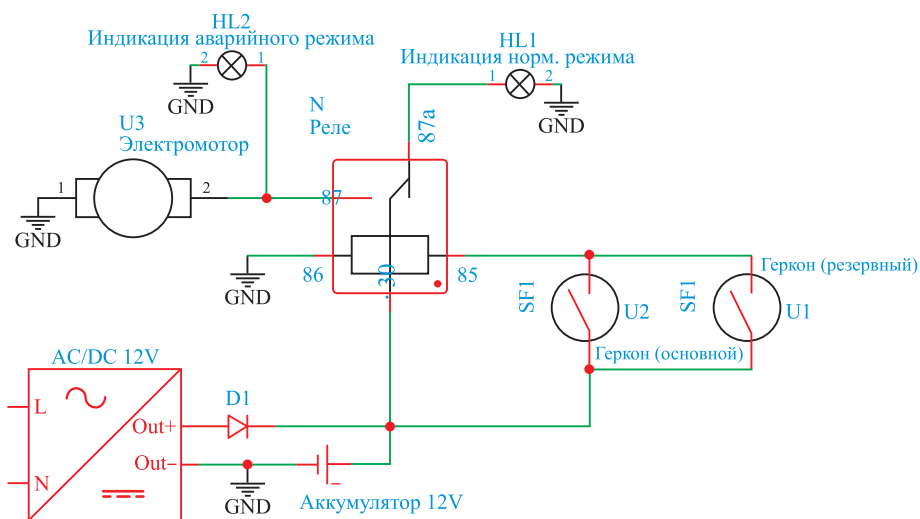 HL2
Индикация аварийного режима
2
1
GND
HL1
Индикация норм. режима
1
2
GND
N
Реле
87a
U3
Электромотор
1
2
GND
87
86
30
85
GND
Геркон (резервный)
SF1
U2
SF1
U1
Геркон (основной)
AC/DC 12V
L
N
Out+
Out−
D1
GND
Аккумулятор 12V
−